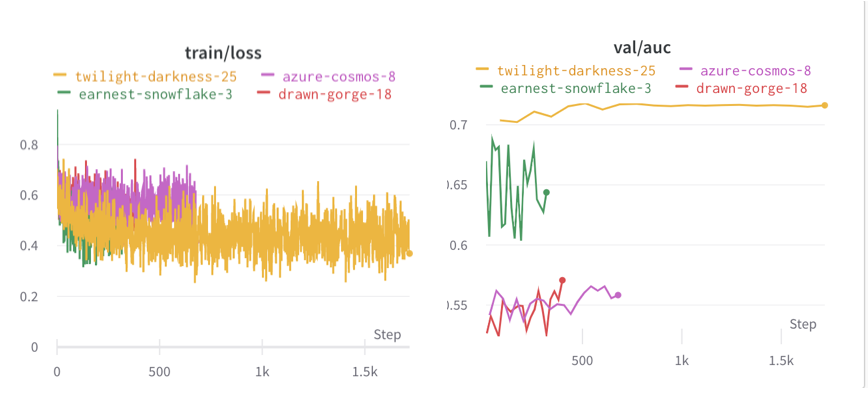 train/loss
twilight-darkness-25 azure-cosmos-8
earnest-snowflake-3 drawn-gorge-18
0.8
0.6
0.4
0.2
0
Step
0 500 1k 1.5k
val/auc
twilight-darkness-25 azure-cosmos-8
earnest-snowflake-3 drawn-gorge-18
0.7
0.65
0.6
0.55
Step
500 1k 1.5k